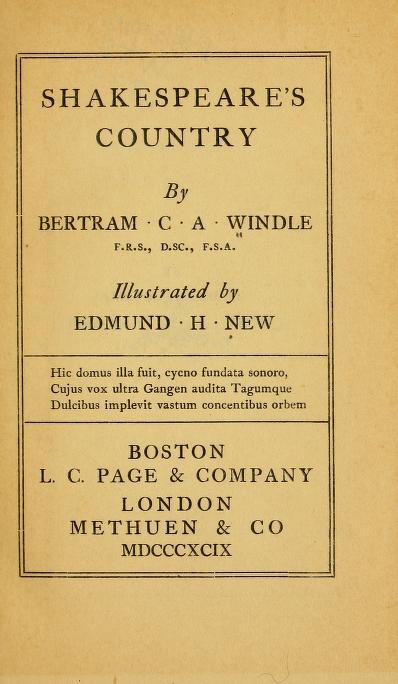 SHAKESPEARE'S
COUNTRY
By
BERTRAM · C · A · WINDLE
F.R.S., D.SC., F.S.A.
Illustrated by
EDMUND · H · NEW
Hic domus illa fuit, cycno fundata sonoro,
Cujus vox ultra Gangen audita Tagumque
Dulcibus implevit vastum concentibus orbem
BOSTON
L. C. PAGE & COMPANY
LONDON
METHUEN & CO
MDCCCXCIX